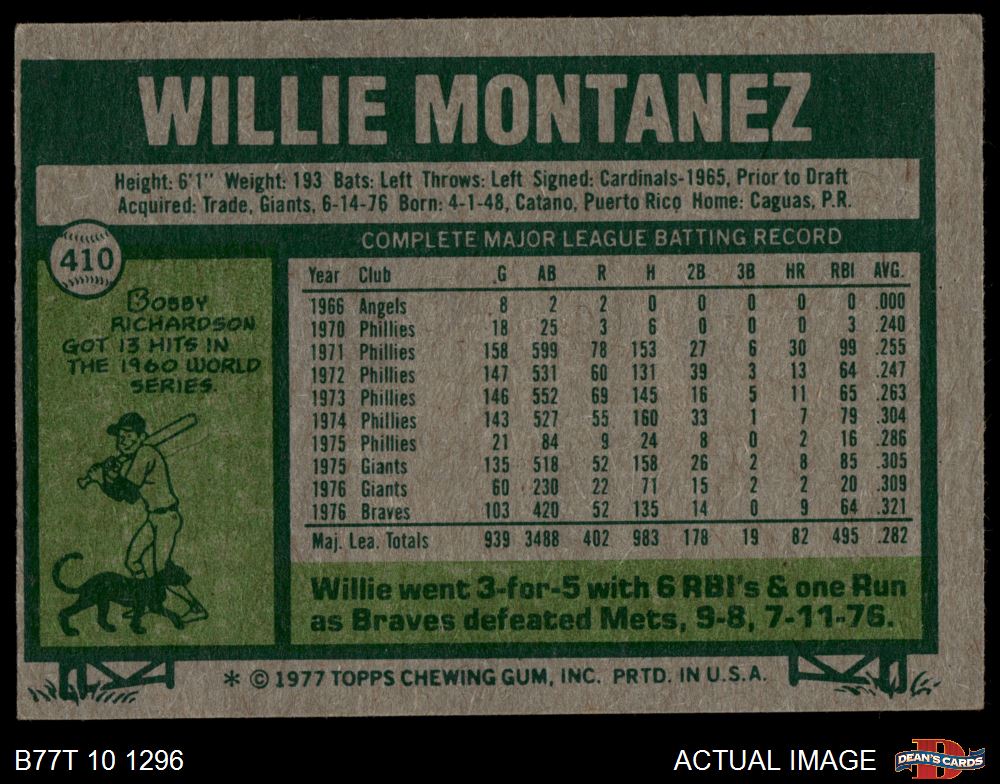 WILLIE MONTANEZ
Height: 6'1" Weight: 193 Bats: Left Throws: Left Signed: Cardinals-1965, Prior to Draft
Acquired: Trade, Giants, 6-14-76 Born: 4-1-48, Catano, Puerto Rico Home: Caguas, P.R.
410
BOBBY
RICHARDSON
GOT 13 HITS IN
THE 1960 WORLD
SERIES.
COMPLETE MAJOR LEAGUE BATTING RECORD
Year Club G AB R H 2B 3B HR RBI AVG.
1966 Angels 8 2 2 0 0 0 0 0 .000
1970 Phillies 18 25 3 6 0 0 0 3 .240
1971 Phillies 158 599 78 153 27 6 30 99 .255
1972 Phillies 147 531 60 131 39 3 13 64 .247
1973 Phillies 146 552 69 145 16 5 11 65 .263
1974 Phillies 143 527 55 160 33 1 7 79 .304
1975 Phillies 21 84 9 24 8 0 2 16 .286
1975 Giants 135 518 52 158 26 2 8 85 .305
1976 Giants 60 230 22 71 15 2 2 20 .309
1976 Braves 103 420 52 135 14 0 9 64 .321
Maj. Lea. Totals 939 3488 402 983 178 19 82 495 .282
Willie went 3-for-5 with 6 RBI's & one Run
as Braves defeated Mets, 9-8, 7-11-76.
* © 1977 TOPPS CHEWING GUM, INC. PRTD. IN U.S.A.
B77T 10 1296
ACTUAL IMAGE
D
DEAN'S CARDS